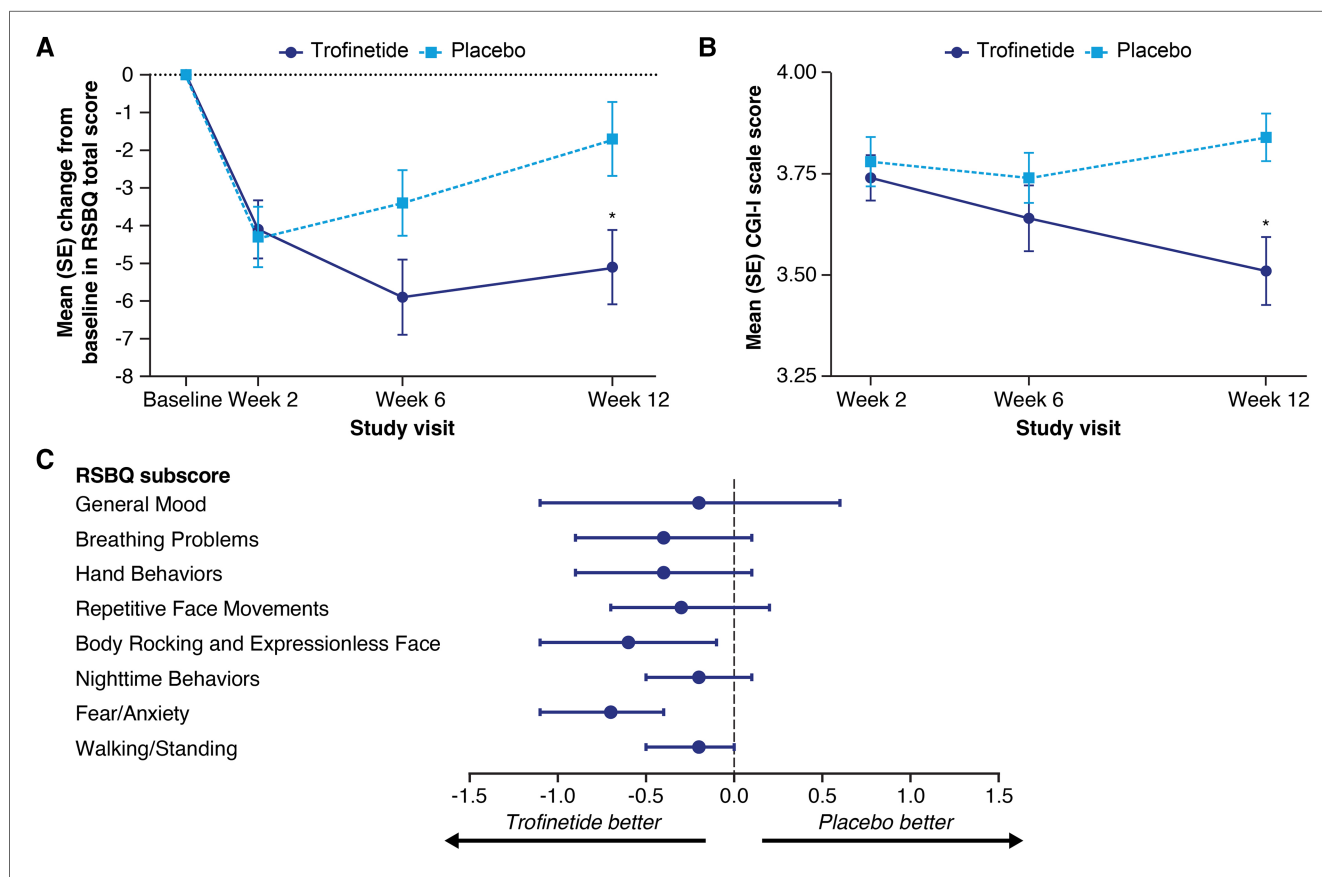 A
Trofinetide Placebo
Mean (SE) change from
baseline in RSBQ total score
0
-1
-2
-3
-4
-5
-6
-7
-8
*
Baseline Week 2 Week 6 Week 12
Study visit
B
Trofinetide Placebo
Mean (SE) CGI-I scale score
4.00
3.75
3.50
3.25
*
Week 2 Week 6 Week 12
Study visit
C
RSBQ subscore
General Mood
Breathing Problems
Hand Behaviors
Repetitive Face Movements
Body Rocking and Expressionless Face
Nighttime Behaviors
Fear/Anxiety
Walking/Standing
-1.5 -1.0 -0.5 0.0 0.5 1.0 1.5
Trofinetide better Placebo better